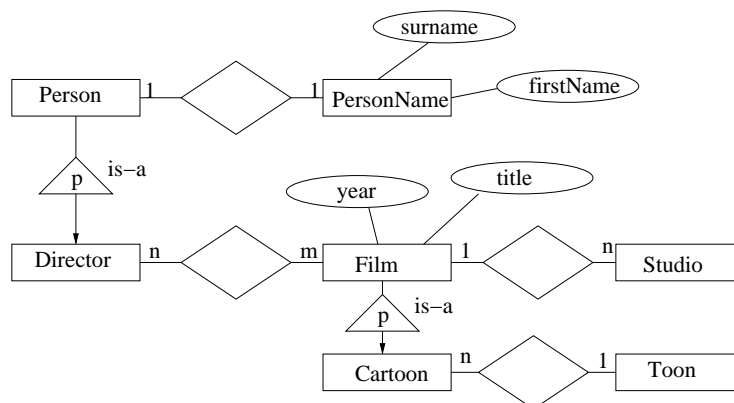 surname
Person 1 1 PersonName
firstName
is-a
p
year
title
Director n m Film 1 n Studio
is-a
p
Cartoon n 1 Toon